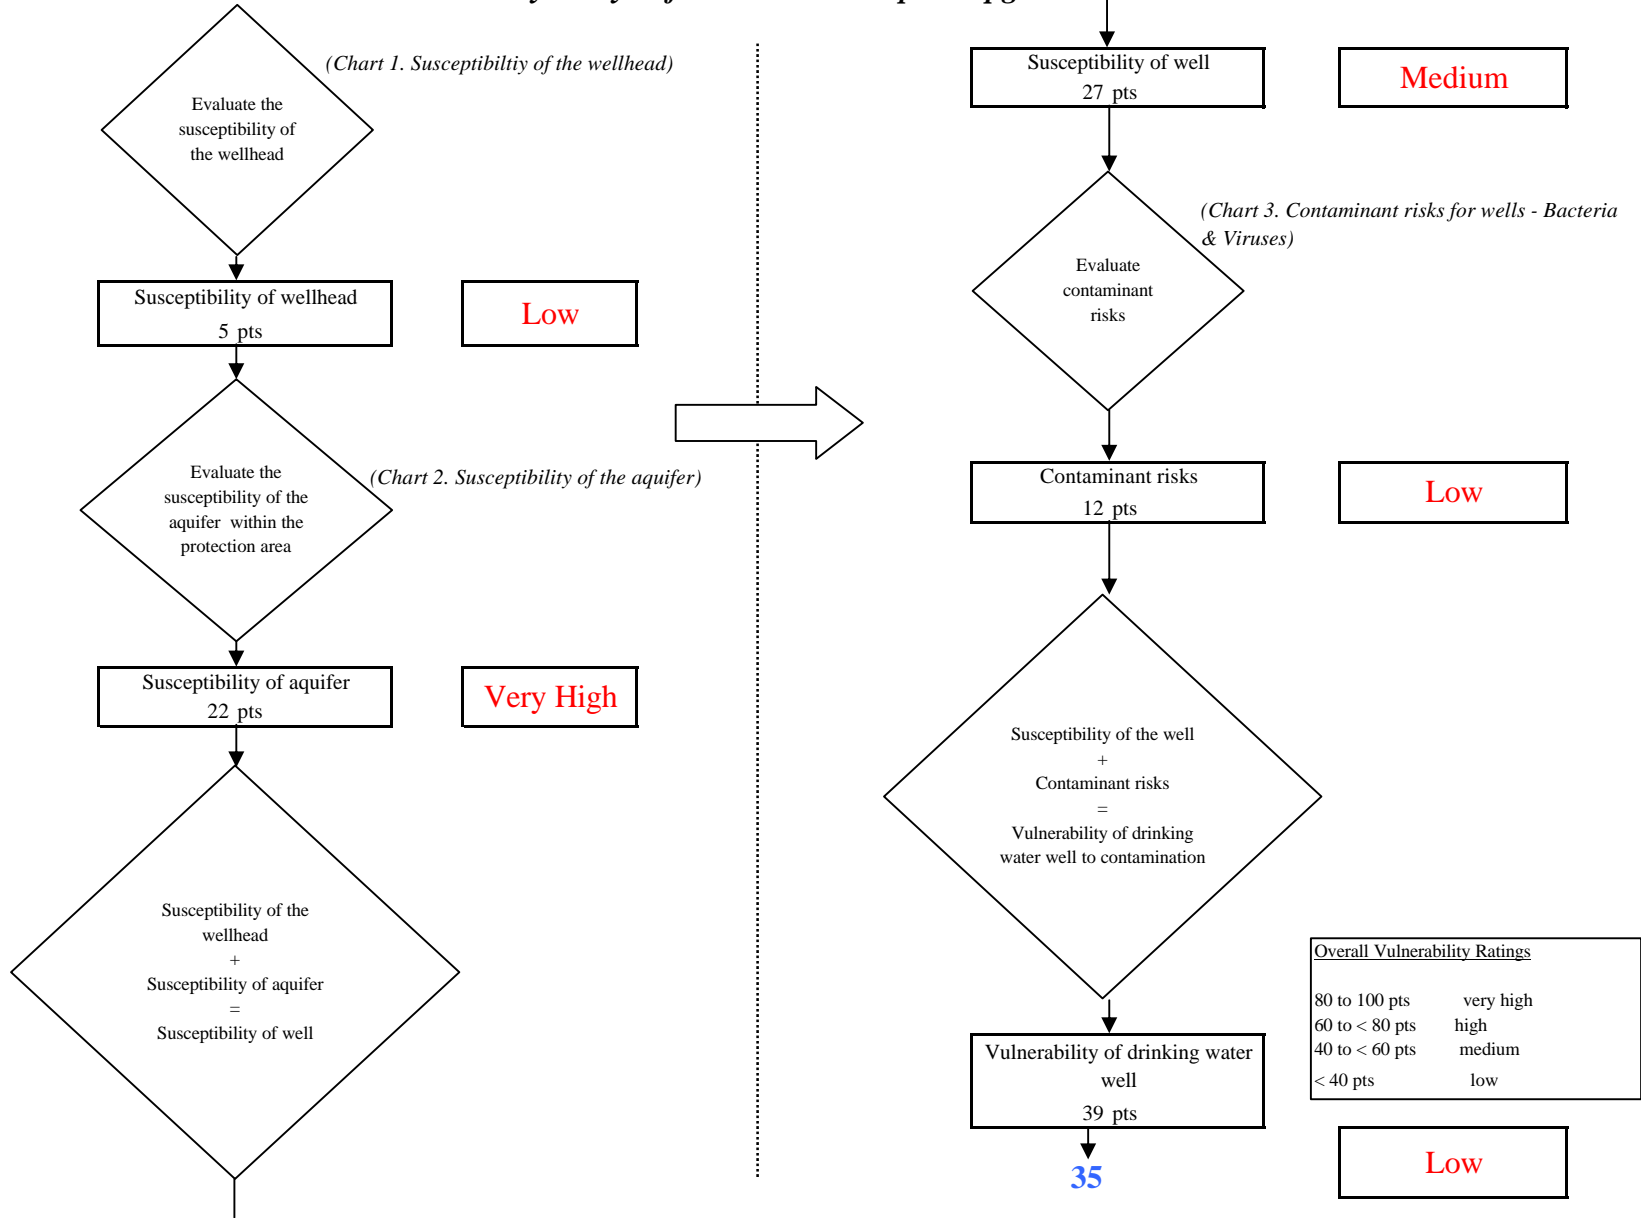 (Chart 1. Susceptibiltiy of the wellhead)
Evaluate the
susceptibility of
the wellhead
Susceptibility of wellhead
5 pts
Low
Evaluate the
susceptibility of the
aquifer within the
protection area
(Chart 2. Susceptibility of the aquifer)
Susceptibility of aquifer
22 pts
Very High
Susceptibility of the
wellhead
+
Susceptibility of aquifer
=
Susceptibility of well
Susceptibility of well
27 pts
Medium
(Chart 3. Contaminant risks for wells - Bacteria
& Viruses)
Evaluate
contaminant
risks
Contaminant risks
12 pts
Low
Susceptibility of the well
+
Contaminant risks
=
Vulnerability of drinking
water well to contamination
Overall Vulnerability Ratings
80 to 100 pts very high
60 to < 80 pts high
40 to < 60 pts medium
< 40 pts low
Vulnerability of drinking water
well
39 pts
35
Low